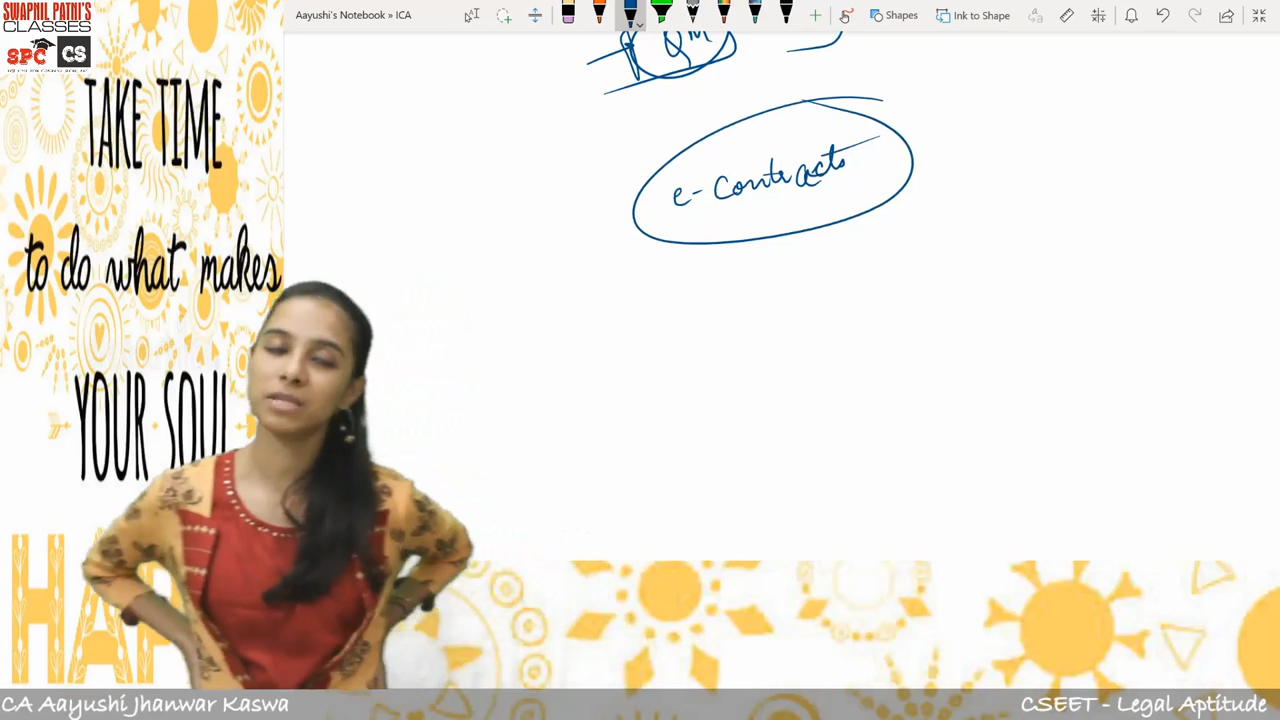 SWAPNIL PATNI'S
CLASSES
SPC CS
Aayushi's Notebook » ICA
Shapes
Ink to Shape
TAKE TIME
to do what makes
YOUR SOUL
HAP
e- Contracts
CA Aayushi Jhanwar Kaswa
CSEET - Legal Aptitude